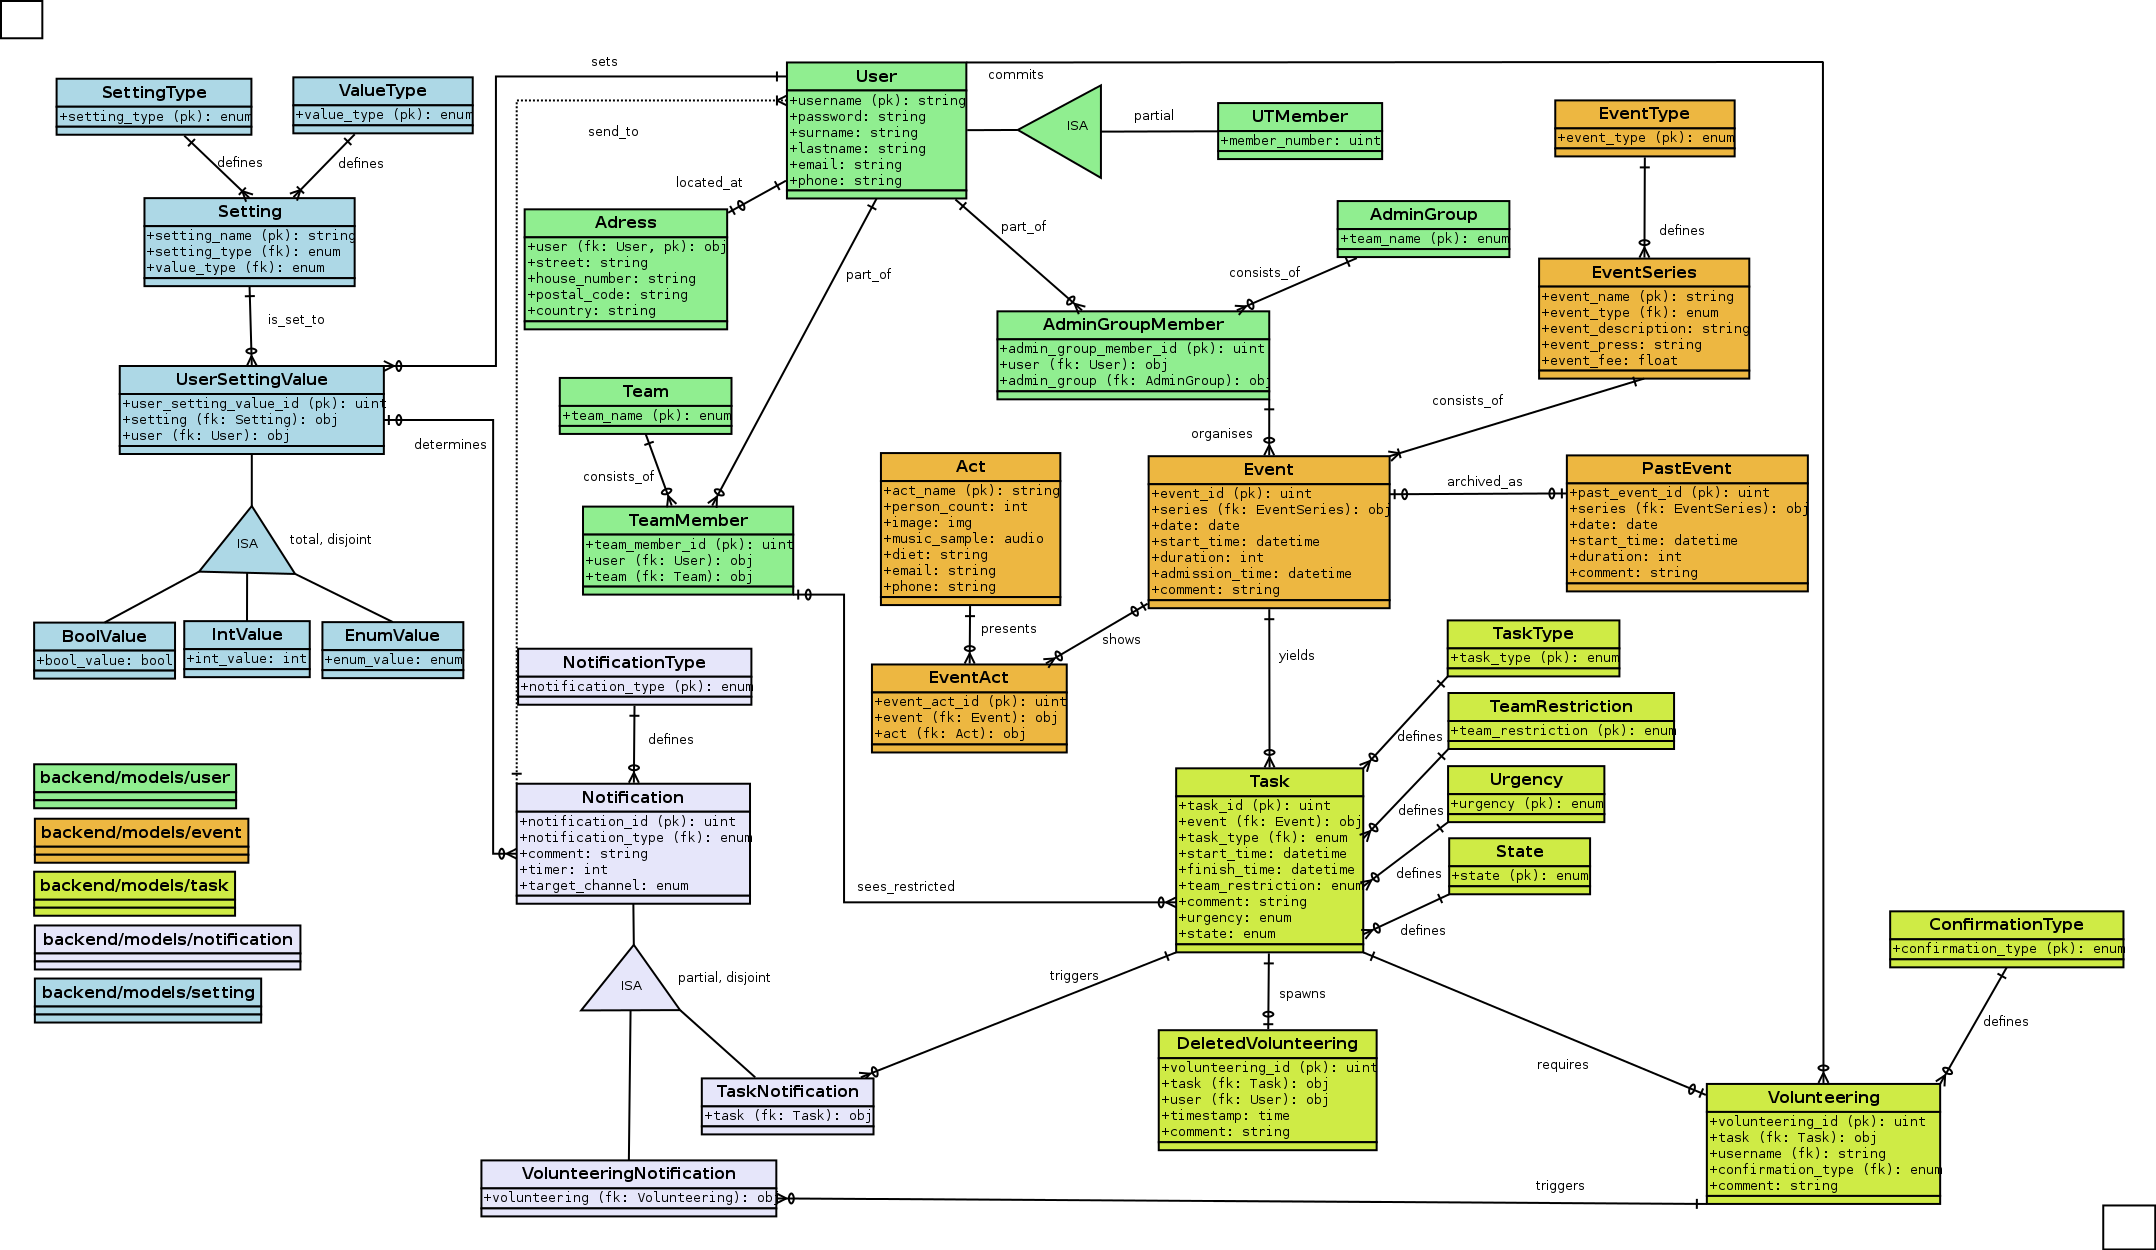 sets
User
+username (pk): string
+password: string
+surname: string
+lastname: string
+email: string
+phone: string
commits
ISA
partial
UTMember
+member_number: uint
SettingType
+setting_type (pk): enum
ValueType
+value_type (pk): enum
defines
defines
send_to
located_at
EventType
+event_type (pk): enum
defines
Setting
+setting_name (pk): string
+setting_type (fk): enum
+value_type (fk): enum
is_set_to
Adress
+user (fk: User, pk): obj
+street: string
+house_number: string
+postal_code: string
+country: string
part_of
part_of
AdminGroup
+team_name (pk): enum
consists_of
AdminGroupMember
+admin_group_member_id (pk): uint
+user (fk: User): obj
+admin_group (fk: AdminGroup): obj
EventSeries
+event_name (pk): string
+event_type (fk): enum
+event_description: string
+event_press: string
+event_fee: float
consists_of
UserSettingValue
+user_setting_value_id (pk): uint
+setting (fk: Setting): obj
+user (fk: User): obj
determines
Team
+team_name (pk): enum
consists_of
organises
TeamMember
+team_member_id (pk): uint
+user (fk: User): obj
+team (fk: Team): obj
Act
+act_name (pk): string
+person_count: int
+image: img
+music_sample: audio
+diet: string
+email: string
+phone: string
Event
+event_id (pk): uint
+series (fk: EventSeries): obj
+date: date
+start_time: datetime
+duration: int
+admission_time: datetime
+comment: string
archived_as
PastEvent
+past_event_id (pk): uint
+series (fk: EventSeries): obj
+date: date
+start_time: datetime
+duration: int
+comment: string
ISA
total, disjoint
BoolValue
+bool_value: bool
IntValue
+int_value: int
EnumValue
+enum_value: enum
presents
shows
yields
NotificationType
+notification_type (pk): enum
defines
EventAct
+event_act_id (pk): uint
+event (fk: Event): obj
+act (fk: Act): obj
TaskType
+task_type (pk): enum
defines
TeamRestriction
+team_restriction (pk): enum
defines
Urgency
+urgency (pk): enum
defines
State
+state (pk): enum
defines
Notification
+notification_id (pk): uint
+notification_type (fk): enum
+comment: string
+timer: int
+target_channel: enum
sees_restricted
Task
+task_id (pk): uint
+event (fk: Event): obj
+task_type (fk): enum
+start_time: datetime
+finish_time: datetime
+team_restriction: enum
+comment: string
+urgency: enum
+state: enum
backend/models/user
backend/models/event
backend/models/task
backend/models/notification
backend/models/setting
ISA
partial, disjoint
triggers
spawns
requires
ConfirmationType
+confirmation_type (pk): enum
defines
DeletedVolunteering
+volunteering_id (pk): uint
+task (fk: Task): obj
+user (fk: User): obj
+timestamp: time
+comment: string
TaskNotification
+task (fk: Task): obj
Volunteering
+volunteering_id (pk): uint
+task (fk: Task): obj
+username (fk): string
+confirmation_type (fk): enum
+comment: string
VolunteeringNotification
+volunteering (fk: Volunteering): obj
triggers